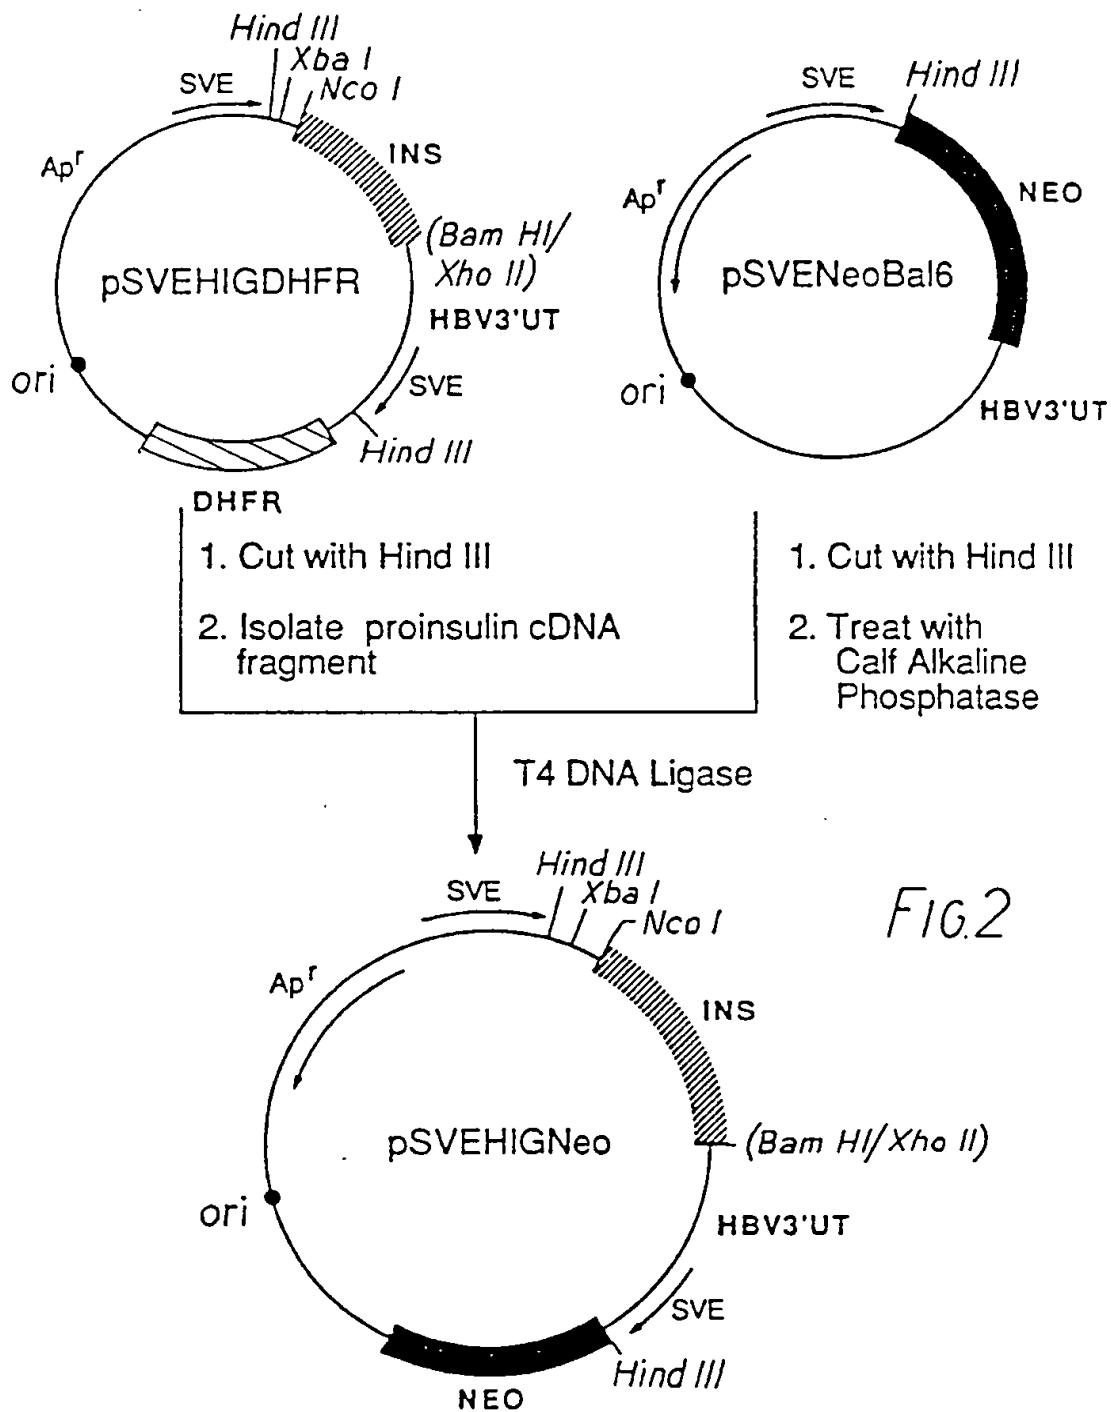 Hind III
Xba I
Nco I
SVE
Apr
INS
(Bam HI/
Xho II)
pSVEHIGDHFR
HBV3'UT
ori
SVE
Hind III
DHFR
SVE
Hind III
Apr
NEO
pSVENeoBal6
ori
HBV3'UT
1. Cut with Hind III
2. Isolate proinsulin cDNA
fragment
1. Cut with Hind III
2. Treat with
Calf Alkaline
Phosphatase
T4 DNA Ligase
Hind III
SVE
Xba I
Nco I
FIG.2
Apr
INS
pSVEHIGNeo
(Bam HI/Xho II)
ori
HBV3'UT
SVE
Hind III
NEO